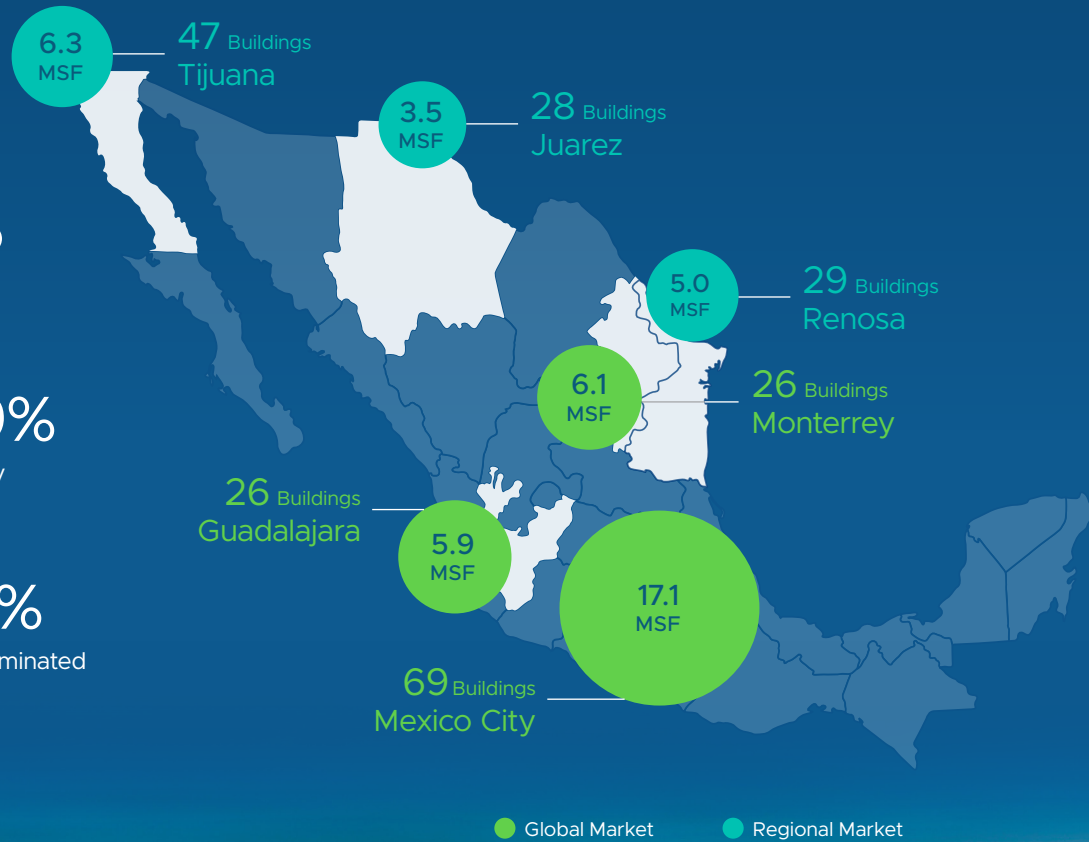 6.3
MSF
47 Buildings
Tijuana
3.5
MSF
28 Buildings
Juarez
5.0
MSF
29 Buildings
Renosa
6.1
MSF
26 Buildings
Monterrey
26 Buildings
Guadalajara
5.9
MSF
17.1
MSF
69 Buildings
Mexico City
%
%
minated
Global Market
Regional Market